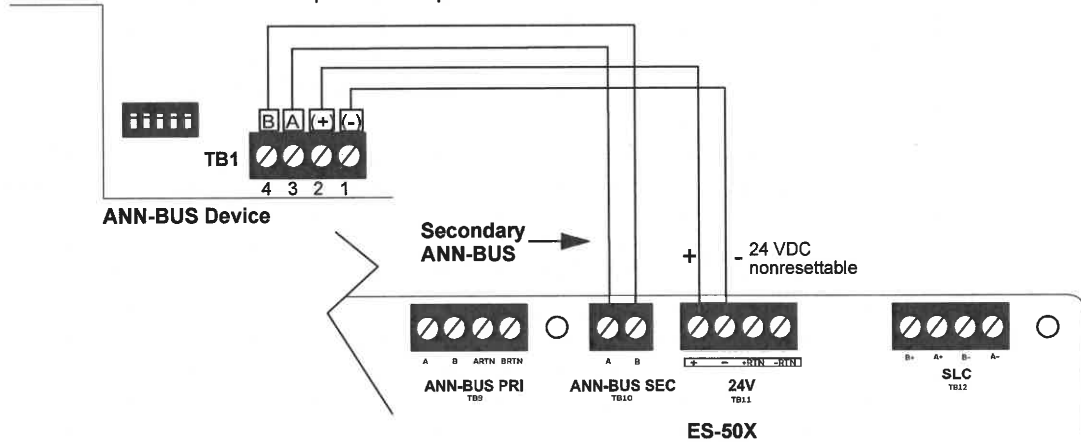 B A (+) (-)
TB1
4 3 2 1
ANN-BUS Device
Secondary
ANN-BUS
+
- 24 VDC
nonresettable
A B ARTN BRTN
ANN-BUS PRI
TB9
A B
ANN-BUS SEC
TB10
+ - +RTN -RTN
24V
TB11
B+ A+ B- A-
SLC
TB12
ES-50X